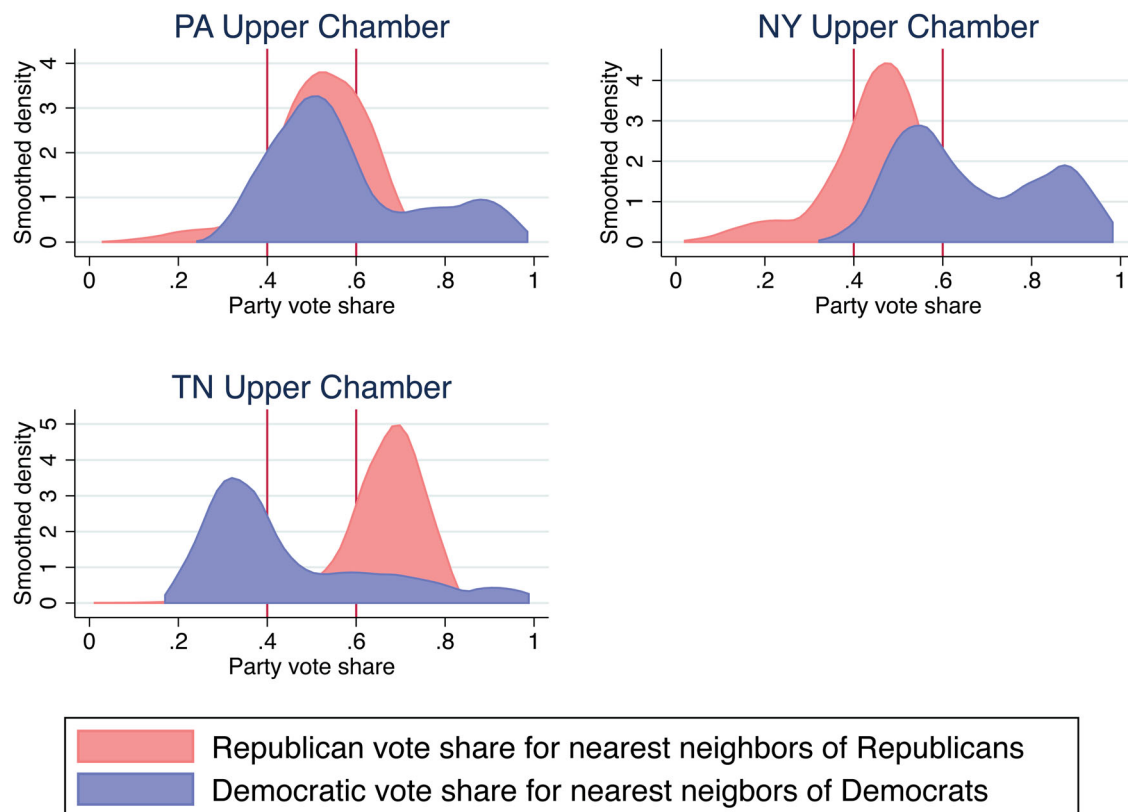 PA Upper Chamber
Smoothed density
4
3
2
1
0
0 .2 .4 .6 .8 1
Party vote share
NY Upper Chamber
Smoothed density
4
3
2
1
0
0 .2 .4 .6 .8 1
Party vote share
TN Upper Chamber
Smoothed density
5
4
3
2
1
0
0 .2 .4 .6 .8 1
Party vote share
Republican vote share for nearest neighbors of Republicans
Democratic vote share for nearest neigbors of Democrats